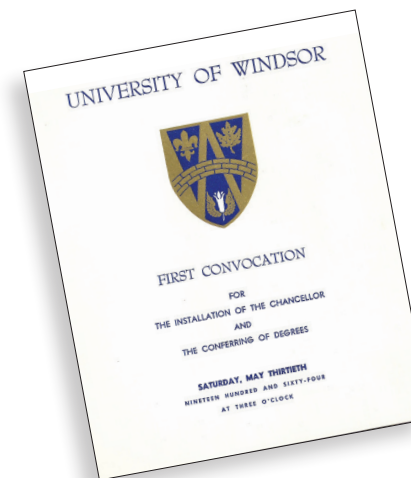 UNIVERSITY OF WINDSOR
FIRST CONVOCATION
FOR
THE INSTALLATION OF THE CHANCELLOR
AND
THE CONFERRING OF DEGREES
SATURDAY, MAY THIRTIETH
NINETEEN HUNDRED AND SIXTY-FOUR
AT THREE O'CLOCK